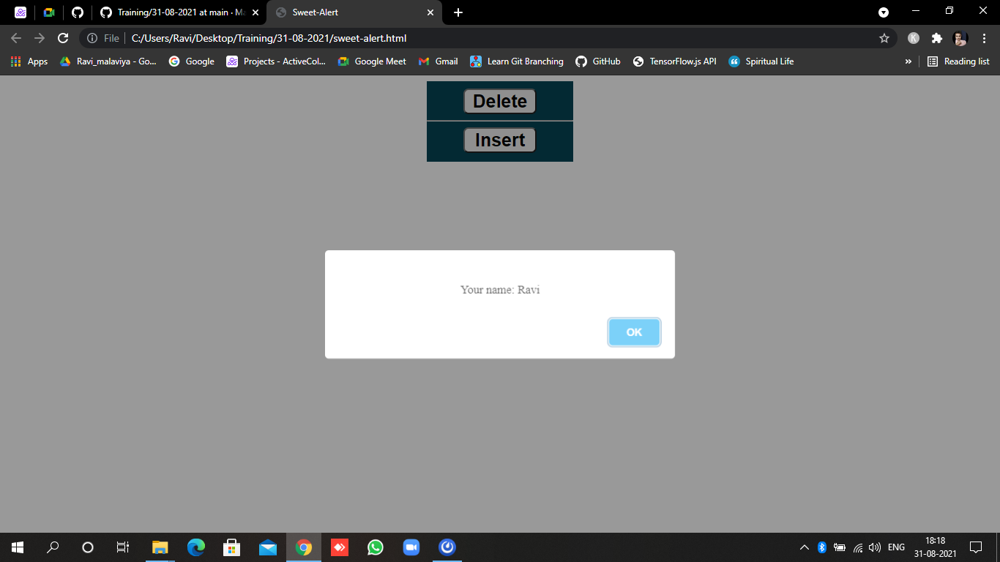 Training/31-08-2021 at main · Ma
Sweet-Alert
File
C:/Users/Ravi/Desktop/Training/31-08-2021/sweet-alert.html
K
Apps
Ravi_malaviya - Go...
Google
Projects - ActiveCol...
Google Meet
Gmail
Learn Git Branching
GitHub
TensorFlow.js API
Spiritual Life
»
Reading list
Delete
Insert
Your name: Ravi
OK
ENG
18:18
31-08-2021